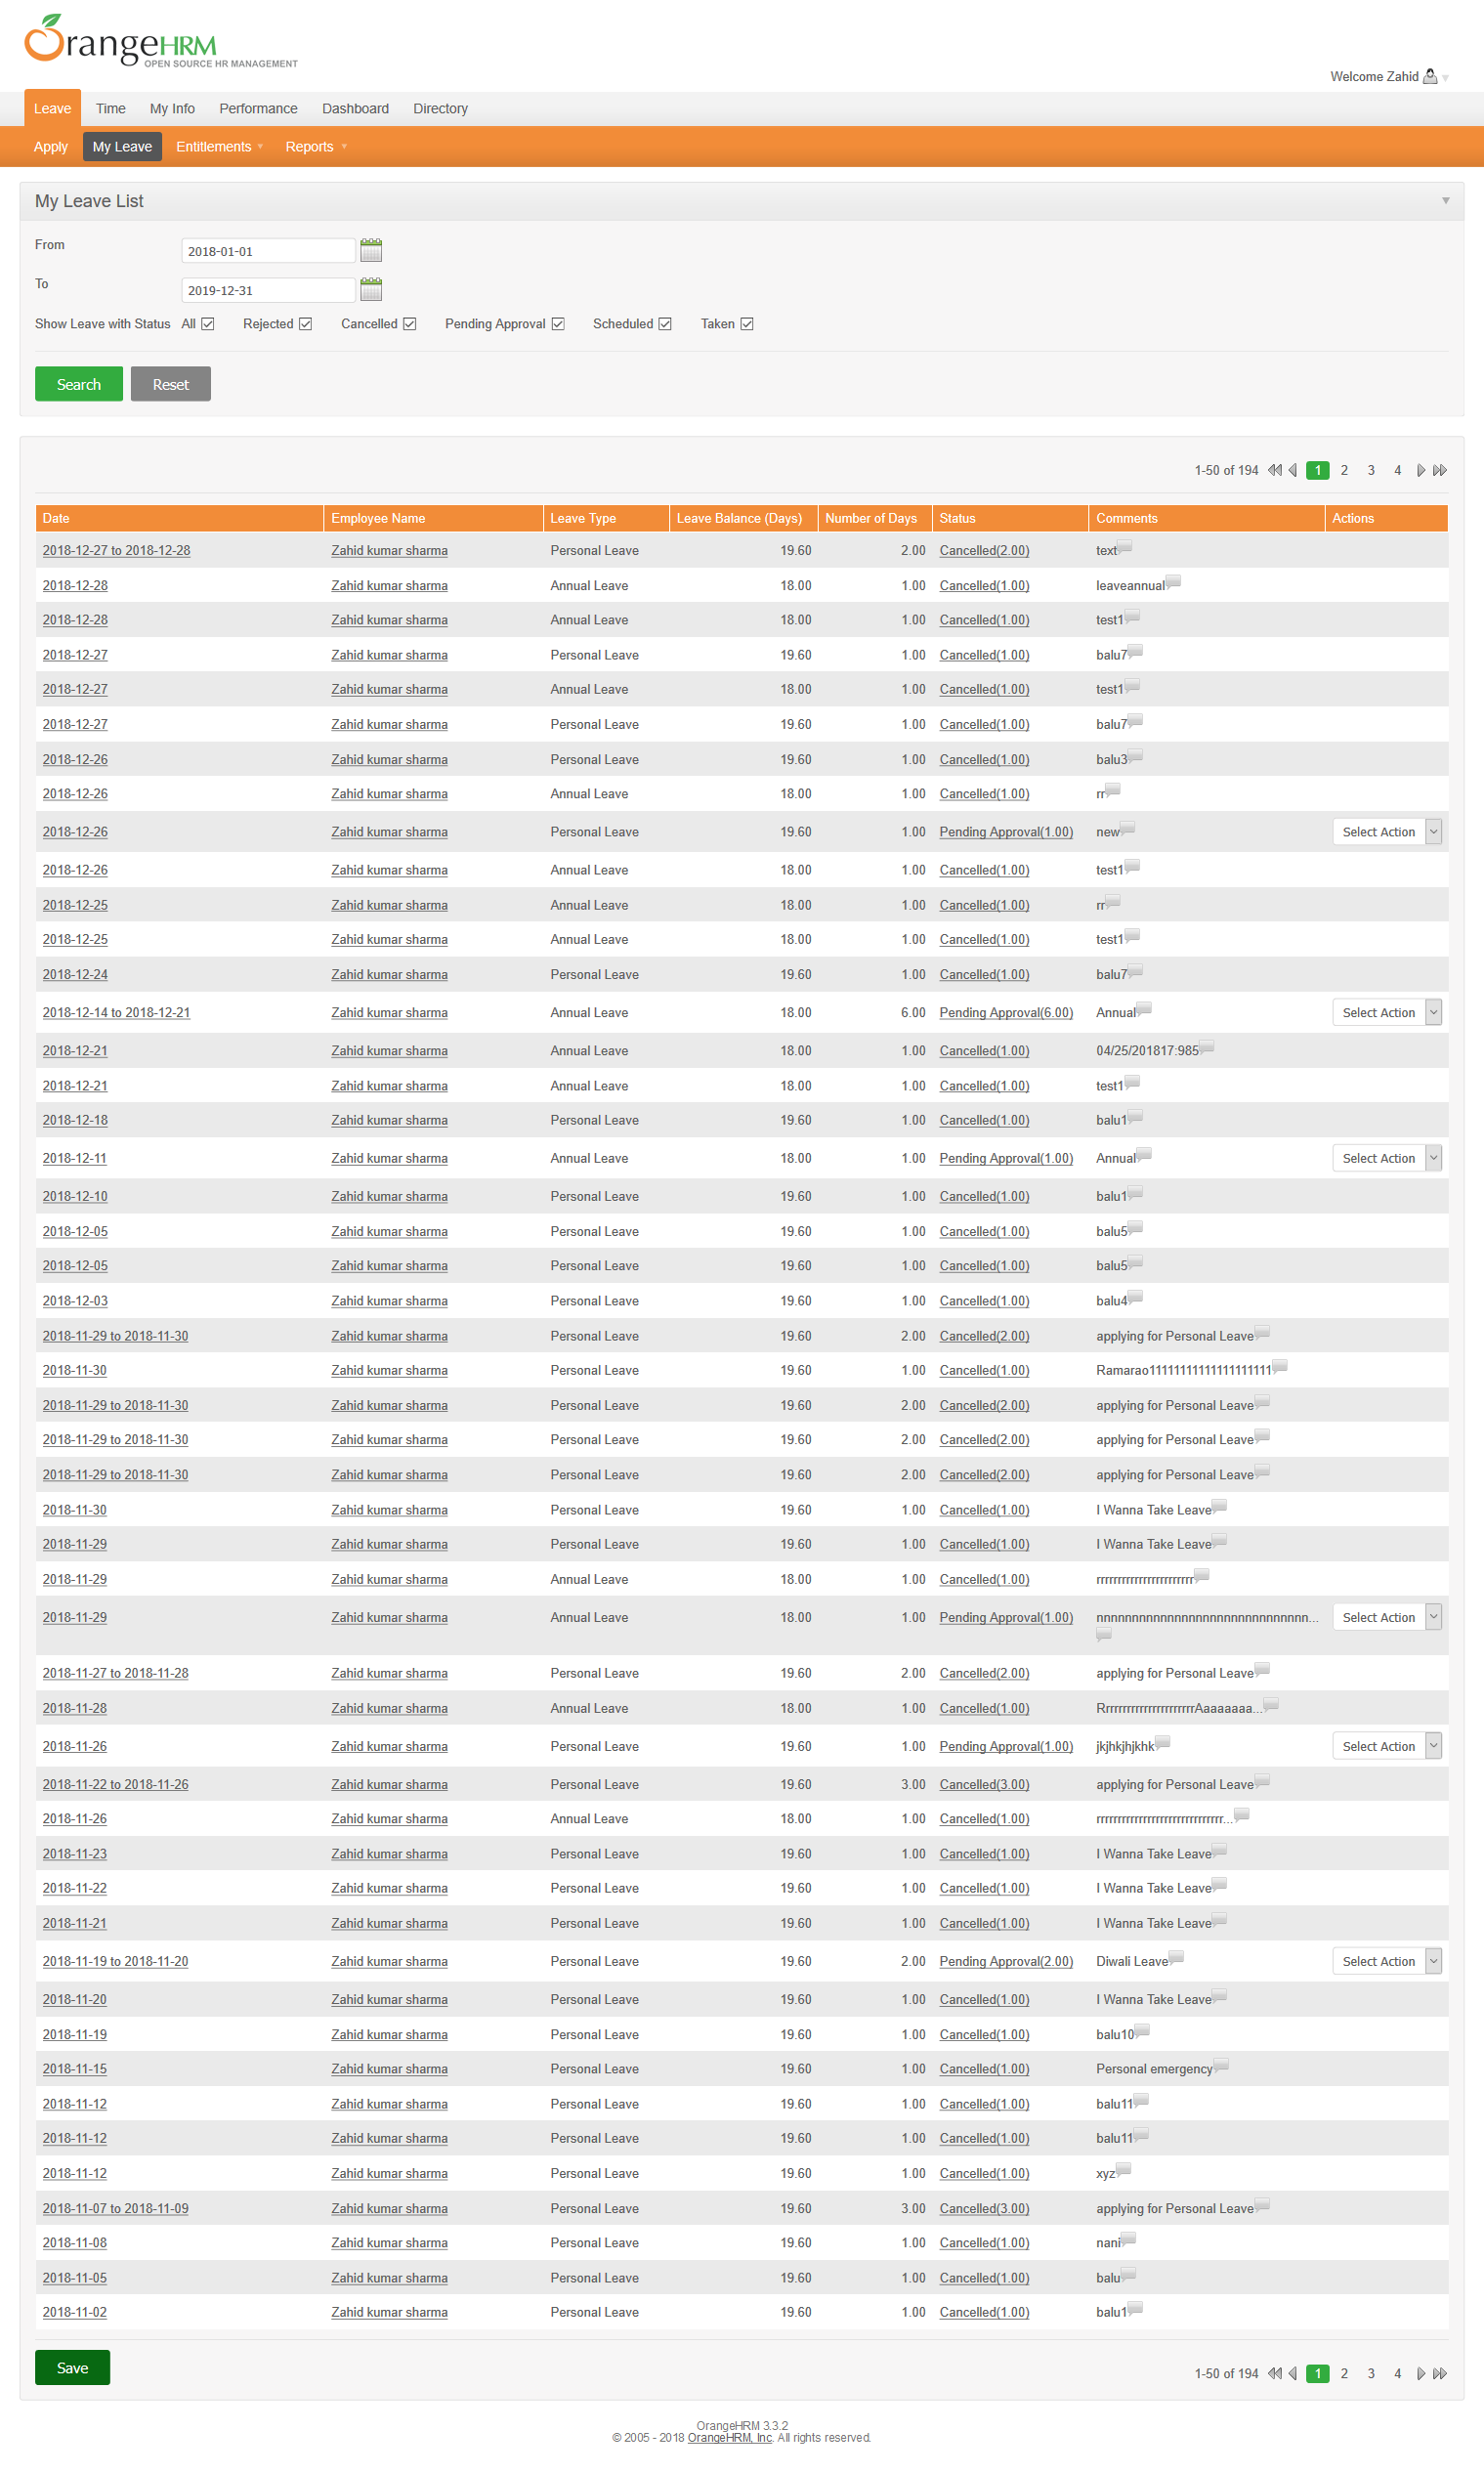 OrangeHRM
OPEN SOURCE HR MANAGEMENT
Welcome Zahid
Leave Time My Info Performance Dashboard Directory
Apply My Leave Entitlements Reports
My Leave List
From 2018-01-01
To 2019-12-31
Show Leave with Status All Rejected Cancelled Pending Approval Scheduled Taken
Search Reset
1-50 of 194 1 2 3 4
Date Employee Name Leave Type Leave Balance (Days) Number of Days Status Comments Actions
2018-12-27 to 2018-12-28 Zahid kumar sharma Personal Leave 19.60 2.00 Cancelled(2.00) text
2018-12-28 Zahid kumar sharma Annual Leave 18.00 1.00 Cancelled(1.00) leaveannual
2018-12-28 Zahid kumar sharma Annual Leave 18.00 1.00 Cancelled(1.00) test1
2018-12-27 Zahid kumar sharma Personal Leave 19.60 1.00 Cancelled(1.00) balu7
2018-12-27 Zahid kumar sharma Annual Leave 18.00 1.00 Cancelled(1.00) test1
2018-12-27 Zahid kumar sharma Personal Leave 19.60 1.00 Cancelled(1.00) balu7
2018-12-26 Zahid kumar sharma Personal Leave 19.60 1.00 Cancelled(1.00) balu3
2018-12-26 Zahid kumar sharma Annual Leave 18.00 1.00 Cancelled(1.00) rr
2018-12-26 Zahid kumar sharma Personal Leave 19.60 1.00 Pending Approval(1.00) new Select Action
2018-12-26 Zahid kumar sharma Annual Leave 18.00 1.00 Cancelled(1.00) test1
2018-12-25 Zahid kumar sharma Annual Leave 18.00 1.00 Cancelled(1.00) rr
2018-12-25 Zahid kumar sharma Annual Leave 18.00 1.00 Cancelled(1.00) test1
2018-12-24 Zahid kumar sharma Personal Leave 19.60 1.00 Cancelled(1.00) balu7
2018-12-14 to 2018-12-21 Zahid kumar sharma Annual Leave 18.00 6.00 Pending Approval(6.00) Annual Select Action
2018-12-21 Zahid kumar sharma Annual Leave 18.00 1.00 Cancelled(1.00) 04/25/201817:985
2018-12-21 Zahid kumar sharma Annual Leave 18.00 1.00 Cancelled(1.00) test1
2018-12-18 Zahid kumar sharma Personal Leave 19.60 1.00 Cancelled(1.00) balu1
2018-12-11 Zahid kumar sharma Annual Leave 18.00 1.00 Pending Approval(1.00) Annual Select Action
2018-12-10 Zahid kumar sharma Personal Leave 19.60 1.00 Cancelled(1.00) balu1
2018-12-05 Zahid kumar sharma Personal Leave 19.60 1.00 Cancelled(1.00) balu5
2018-12-05 Zahid kumar sharma Personal Leave 19.60 1.00 Cancelled(1.00) balu5
2018-12-03 Zahid kumar sharma Personal Leave 19.60 1.00 Cancelled(1.00) balu4
2018-11-29 to 2018-11-30 Zahid kumar sharma Personal Leave 19.60 2.00 Cancelled(2.00) applying for Personal Leave
2018-11-30 Zahid kumar sharma Personal Leave 19.60 1.00 Cancelled(1.00)
2018-11-29 to 2018-11-30 Zahid kumar sharma Personal Leave 19.60 2.00 Cancelled(2.00) applying for Personal Leave
2018-11-29 to 2018-11-30 Zahid kumar sharma Personal Leave 19.60 2.00 Cancelled(2.00) applying for Personal Leave
2018-11-29 to 2018-11-30 Zahid kumar sharma Personal Leave 19.60 2.00 Cancelled(2.00) applying for Personal Leave
2018-11-30 Zahid kumar sharma Personal Leave 19.60 1.00 Cancelled(1.00) I Wanna Take Leave
2018-11-29 Zahid kumar sharma Personal Leave 19.60 1.00 Cancelled(1.00) I Wanna Take Leave
2018-11-29 Zahid kumar sharma Annual Leave 18.00 1.00 Cancelled(1.00)
2018-11-29 Zahid kumar sharma Annual Leave 18.00 1.00 Pending Approval(1.00) Select Action
2018-11-27 to 2018-11-28 Zahid kumar sharma Personal Leave 19.60 2.00 Cancelled(2.00) applying for Personal Leave
2018-11-28 Zahid kumar sharma Annual Leave 18.00 1.00 Cancelled(1.00)
2018-11-26 Zahid kumar sharma Personal Leave 19.60 1.00 Pending Approval(1.00) jkjhkjhjkhk Select Action
2018-11-22 to 2018-11-26 Zahid kumar sharma Personal Leave 19.60 3.00 Cancelled(3.00) applying for Personal Leave
2018-11-26 Zahid kumar sharma Annual Leave 18.00 1.00 Cancelled(1.00)
2018-11-23 Zahid kumar sharma Personal Leave 19.60 1.00 Cancelled(1.00) I Wanna Take Leave
2018-11-22 Zahid kumar sharma Personal Leave 19.60 1.00 Cancelled(1.00) I Wanna Take Leave
2018-11-21 Zahid kumar sharma Personal Leave 19.60 1.00 Cancelled(1.00) I Wanna Take Leave
2018-11-19 to 2018-11-20 Zahid kumar sharma Personal Leave 19.60 2.00 Pending Approval(2.00) Diwali Leave Select Action
2018-11-20 Zahid kumar sharma Personal Leave 19.60 1.00 Cancelled(1.00) I Wanna Take Leave
2018-11-19 Zahid kumar sharma Personal Leave 19.60 1.00 Cancelled(1.00) balu10
2018-11-15 Zahid kumar sharma Personal Leave 19.60 1.00 Cancelled(1.00) Personal emergency
2018-11-12 Zahid kumar sharma Personal Leave 19.60 1.00 Cancelled(1.00) balu11
2018-11-12 Zahid kumar sharma Personal Leave 19.60 1.00 Cancelled(1.00) balu11
2018-11-12 Zahid kumar sharma Personal Leave 19.60 1.00 Cancelled(1.00) xyz
2018-11-07 to 2018-11-09 Zahid kumar sharma Personal Leave 19.60 3.00 Cancelled(3.00) applying for Personal Leave
2018-11-08 Zahid kumar sharma Personal Leave 19.60 1.00 Cancelled(1.00) nani
2018-11-05 Zahid kumar sharma Personal Leave 19.60 1.00 Cancelled(1.00) balu
2018-11-02 Zahid kumar sharma Personal Leave 19.60 1.00 Cancelled(1.00) balu1
Save
1-50 of 194 1 2 3 4
OrangeHRM 3.3.2
© 2005 - 2018 OrangeHRM, Inc. All rights reserved.